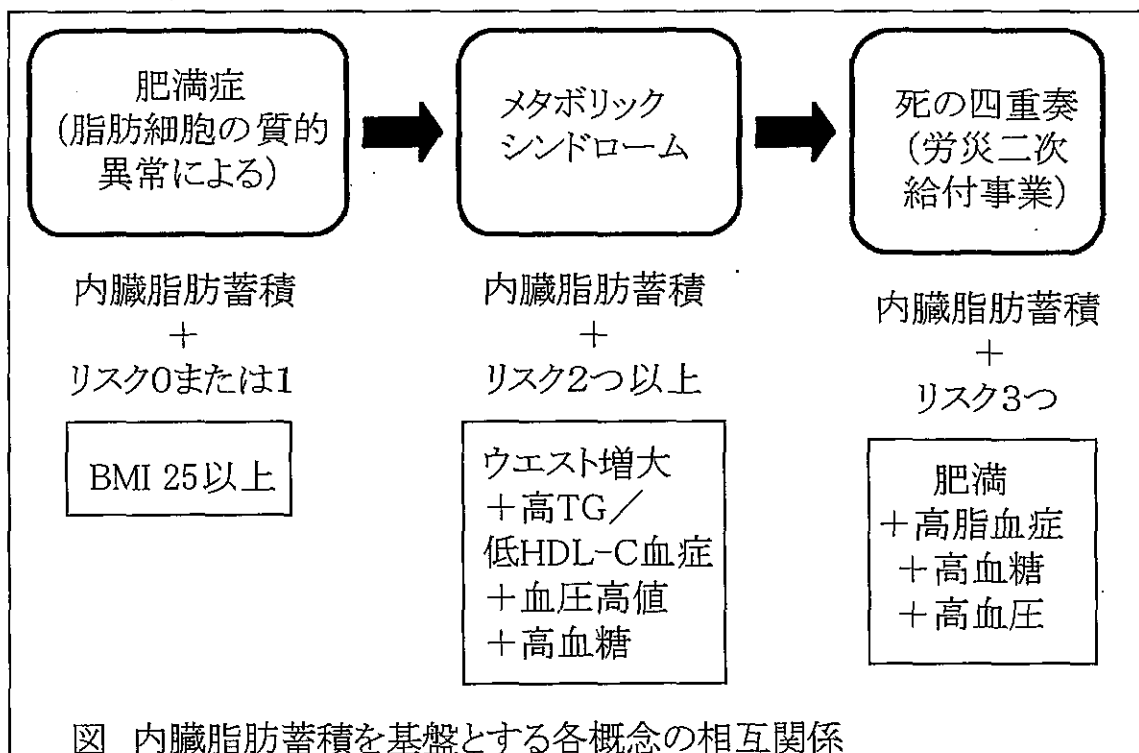 肥満症
(脂肪細胞の質的
異常による)
メタボリック
シンドローム
死の四重奏
(労災二次
給付事業)
内臓脂肪蓄積
+
リスク0または1
BMI 25以上
内臓脂肪蓄積
+
リスク2つ以上
ウエスト増大
+高TG/
低HDL-C血症
+血圧高値
+高血糖
内臓脂肪蓄積
+
リスク3つ
肥満
+高脂血症
+高血糖
+高血圧
図 内臓脂肪蓄積を基盤とする各概念の相互関係